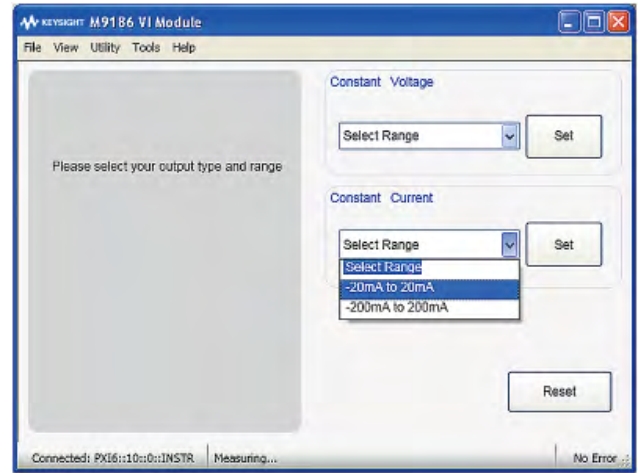 KEYSIGHT M9186 VI Module
File View Utility Tools Help
Please select your output type and range
Constant Voltage
Select Range
Set
Constant Current
Select Range
Set
Select Range
-20mA to 20mA
-200mA to 200mA
Reset
Connected: PXI6::10::0::INSTR
Measuring...
No Error